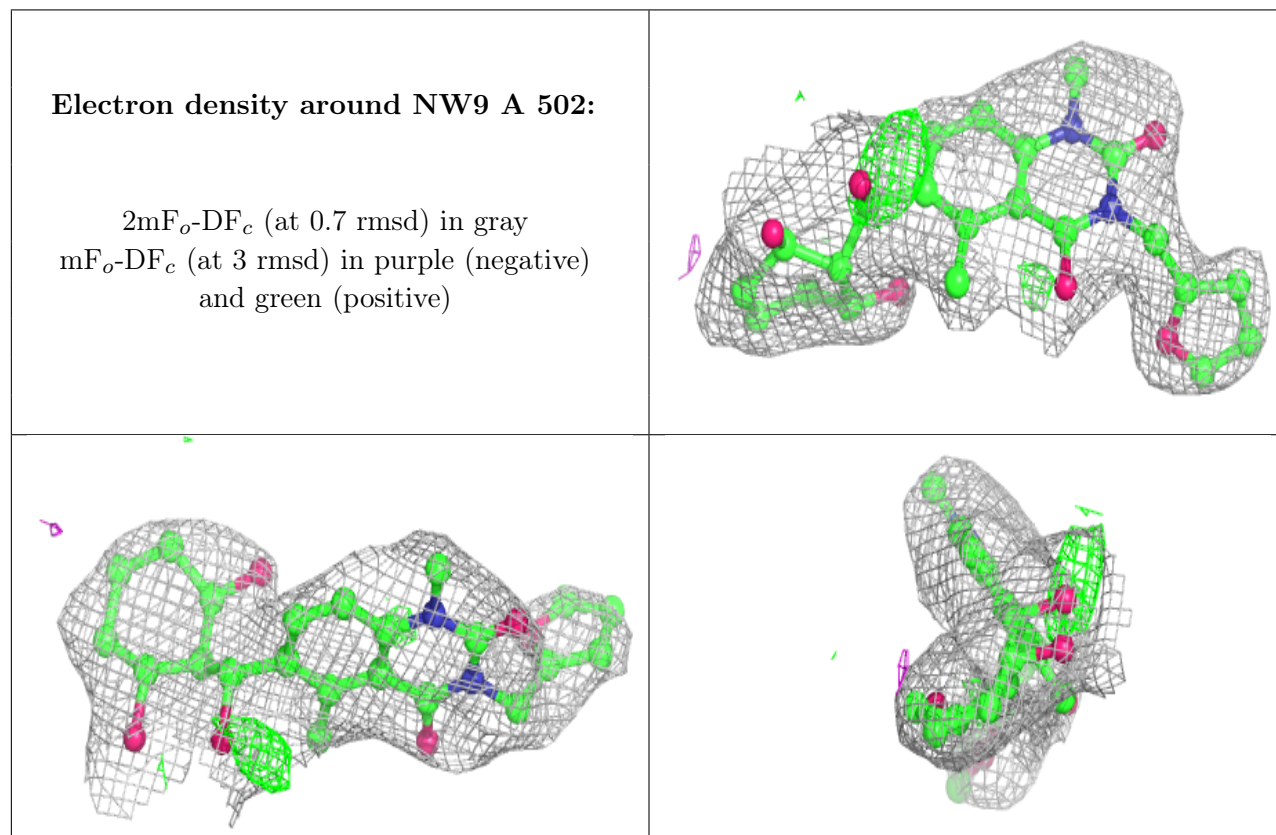 Electron density around NW9 A 502:
2mFo-DFc (at 0.7 rmsd) in gray
mFo-DFc (at 3 rmsd) in purple (negative)
and green (positive)